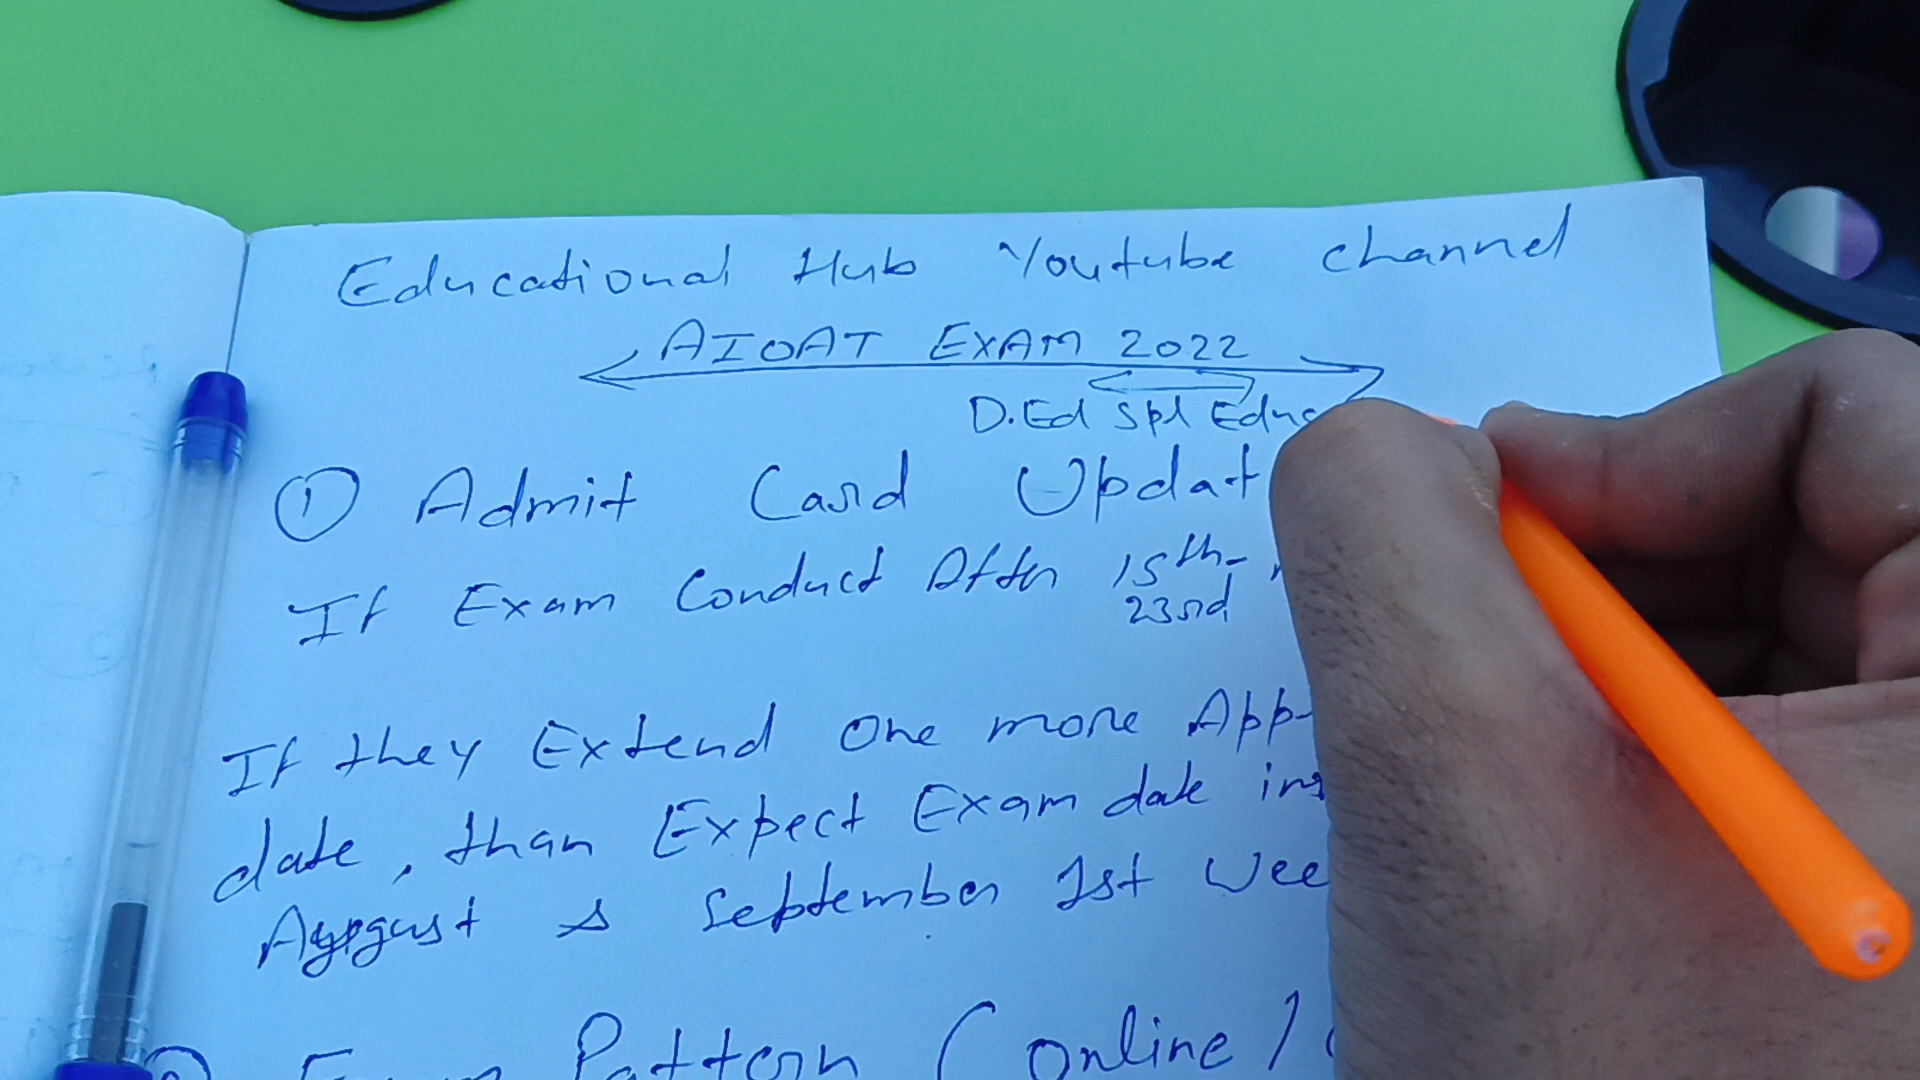 Educational Hub Youtube channel
AIOAT EXAM 2022
D.Ed Spl Educ
① Admit Card Updat
If Exam Conduct After 15th-
23rd
If they Extend One more App
date, than Expect Exam date in
August & September 1st Wee
Pattern (Online /